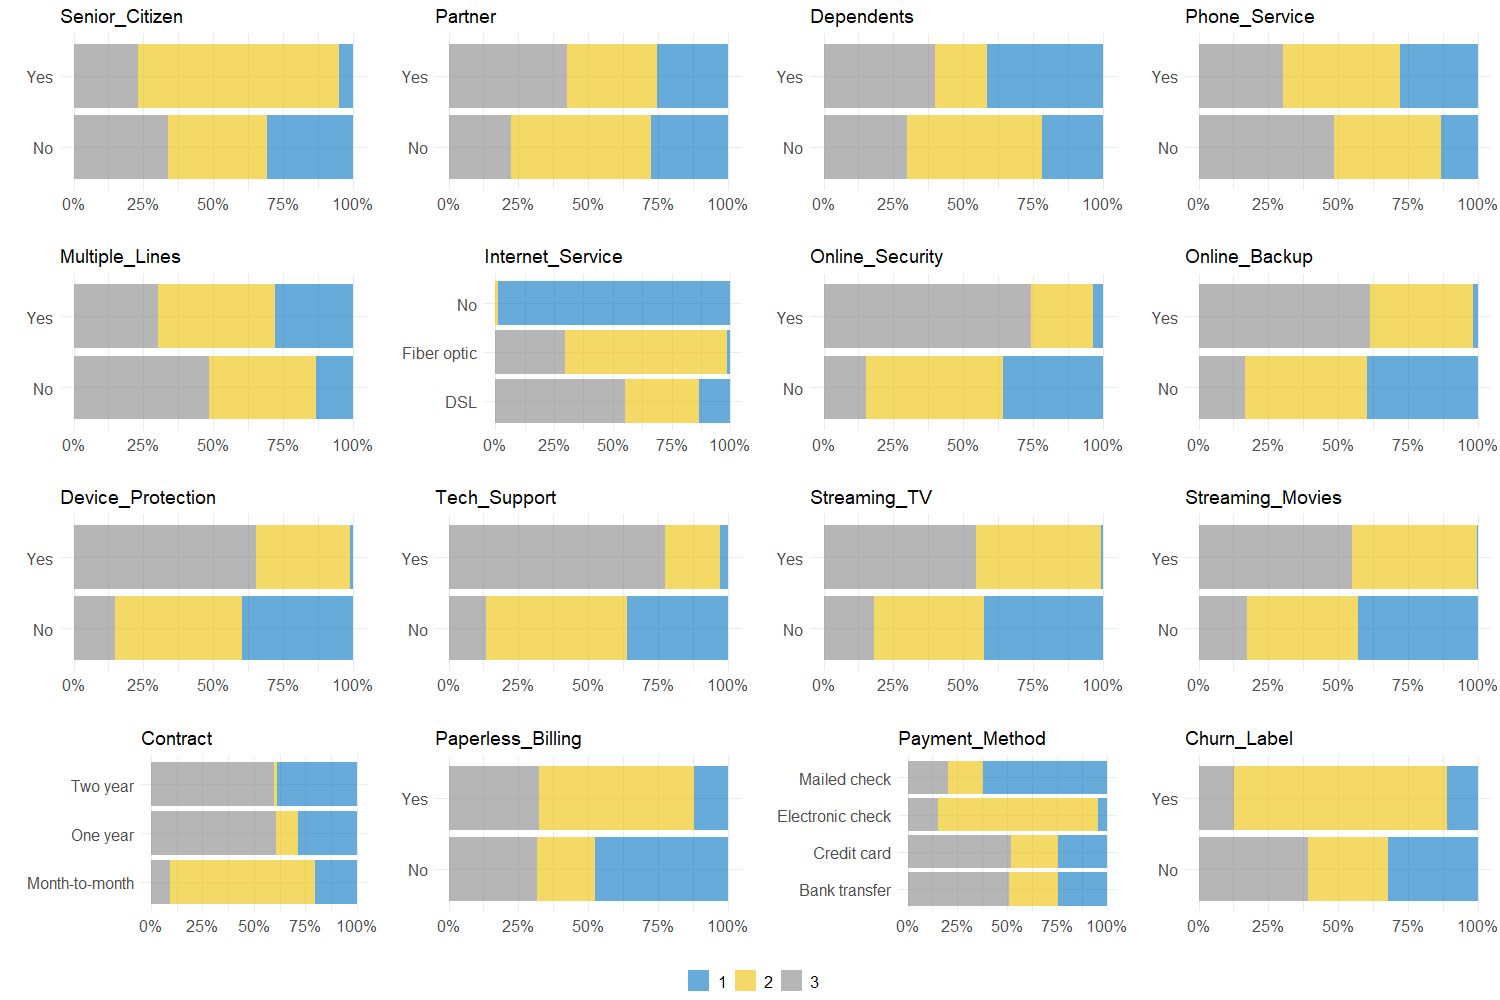 Senior_Citizen Partner Dependents Phone_Service
Yes Yes Yes Yes
No No No No
0% 25% 50% 75% 100% 0% 25% 50% 75% 100% 0% 25% 50% 75% 100% 0% 25% 50% 75% 100%
Multiple_Lines Internet_Service Online_Security Online_Backup
No
Yes Yes Yes
Fiber optic
No No No
DSL
0% 25% 50% 75% 100% 0% 25% 50% 75% 100% 0% 25% 50% 75% 100% 0% 25% 50% 75% 100%
Device_Protection Tech_Support Streaming_TV Streaming_Movies
Yes Yes Yes Yes
No No No No
0% 25% 50% 75% 100% 0% 25% 50% 75% 100% 0% 25% 50% 75% 100% 0% 25% 50% 75% 100%
Contract Paperless_Billing Payment_Method Churn_Label
Mailed check
Two year
Yes Yes
Electronic check
One year
Credit card
No No
Month-to-month
Bank transfer
0% 25% 50% 75% 100% 0% 25% 50% 75% 100% 0% 25% 50% 75% 100% 0% 25% 50% 75% 100%
1 2 3